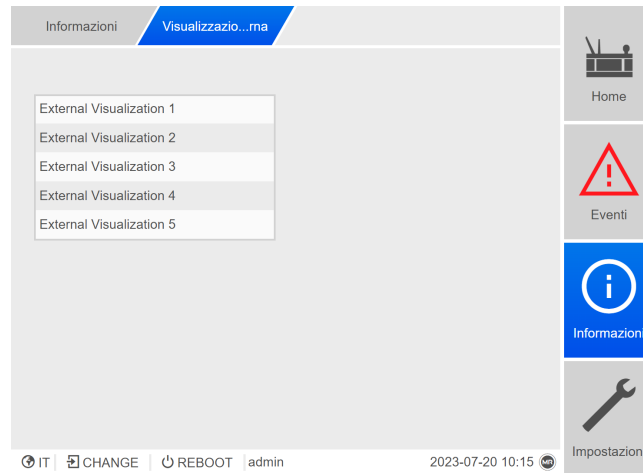 Informazioni
Visualizzazio...rna
External Visualization 1
External Visualization 2
External Visualization 3
External Visualization 4
External Visualization 5
Home
Eventi
Informazioni
Impostazion
IT CHANGE REBOOT admin 2023-07-20 10:15 MR